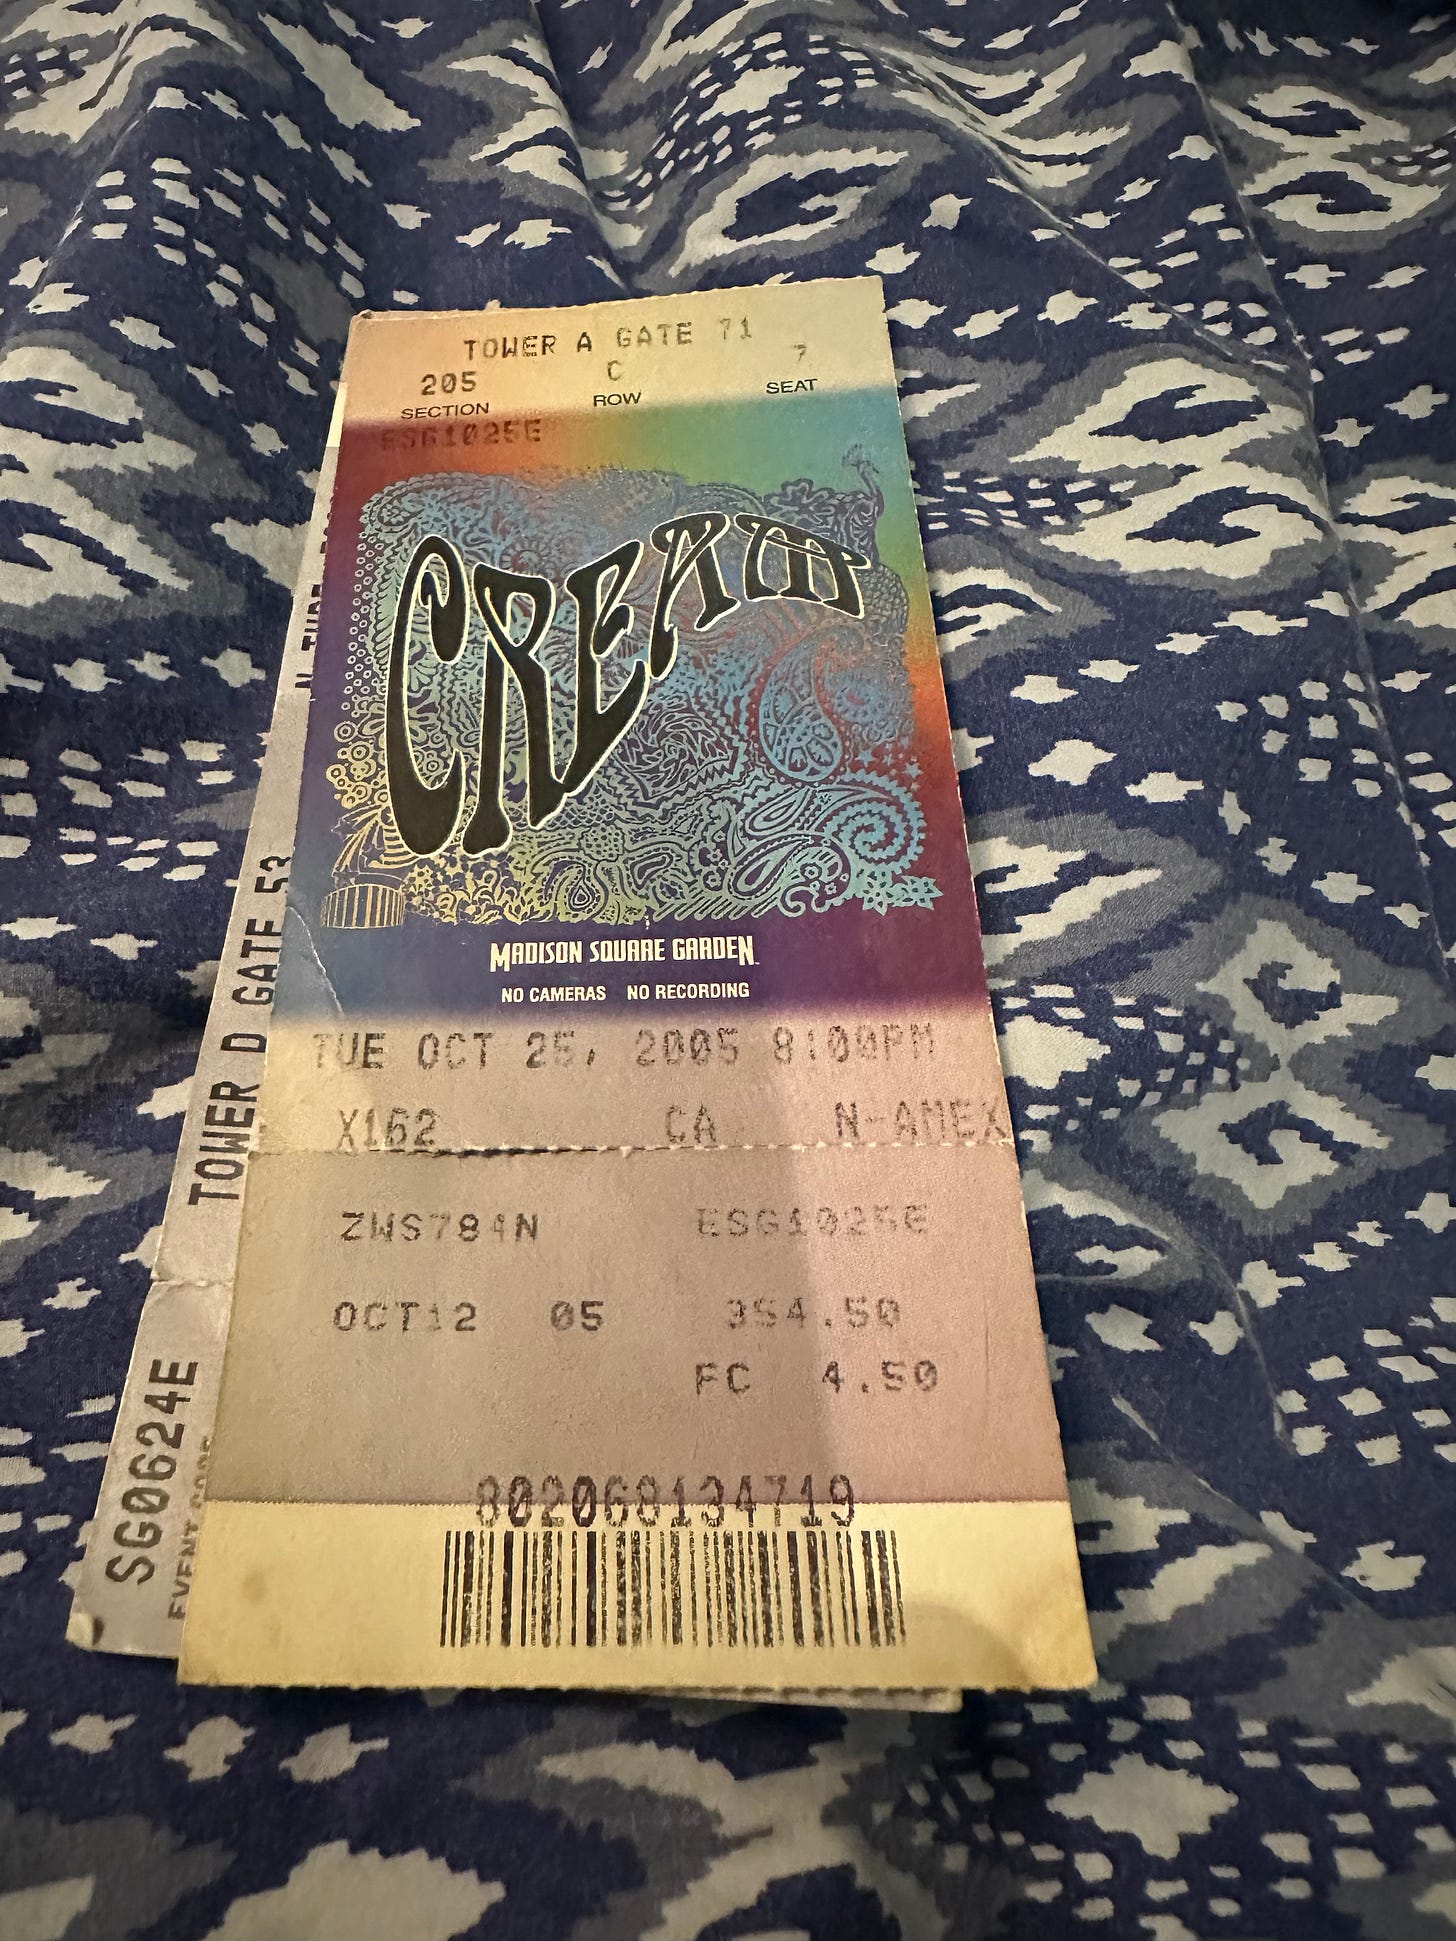 TOWER A GATE 71
205 C 7
SECTION ROW SEAT
ESG1025E
CREAM
MADISON SQUARE GARDEN
NO CAMERAS NO RECORDING
TUE OCT 25, 2005 8:00PM
X162 CA N-AMEX
ZWS784N ESG1025E
OCT12 05 354.50
FC 4.50
802068134719
TOWER D GATE 53
SG0624E